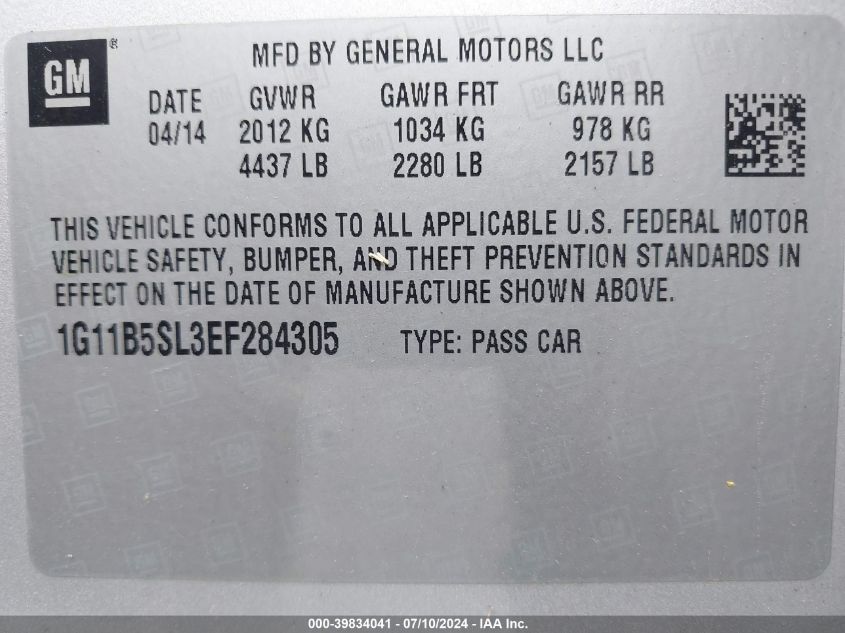 GM ®
MFD BY GENERAL MOTORS LLC
DATE GVWR GAWR FRT GAWR RR
04/14 2012 KG 1034 KG 978 KG
4437 LB 2280 LB 2157 LB
THIS VEHICLE CONFORMS TO ALL APPLICABLE U.S. FEDERAL MOTOR
VEHICLE SAFETY, BUMPER, AND THEFT PREVENTION STANDARDS IN
EFFECT ON THE DATE OF MANUFACTURE SHOWN ABOVE.
1G11B5SL3EF284305 TYPE: PASS CAR
000-39834041 - 07/10/2024 - IAA Inc.